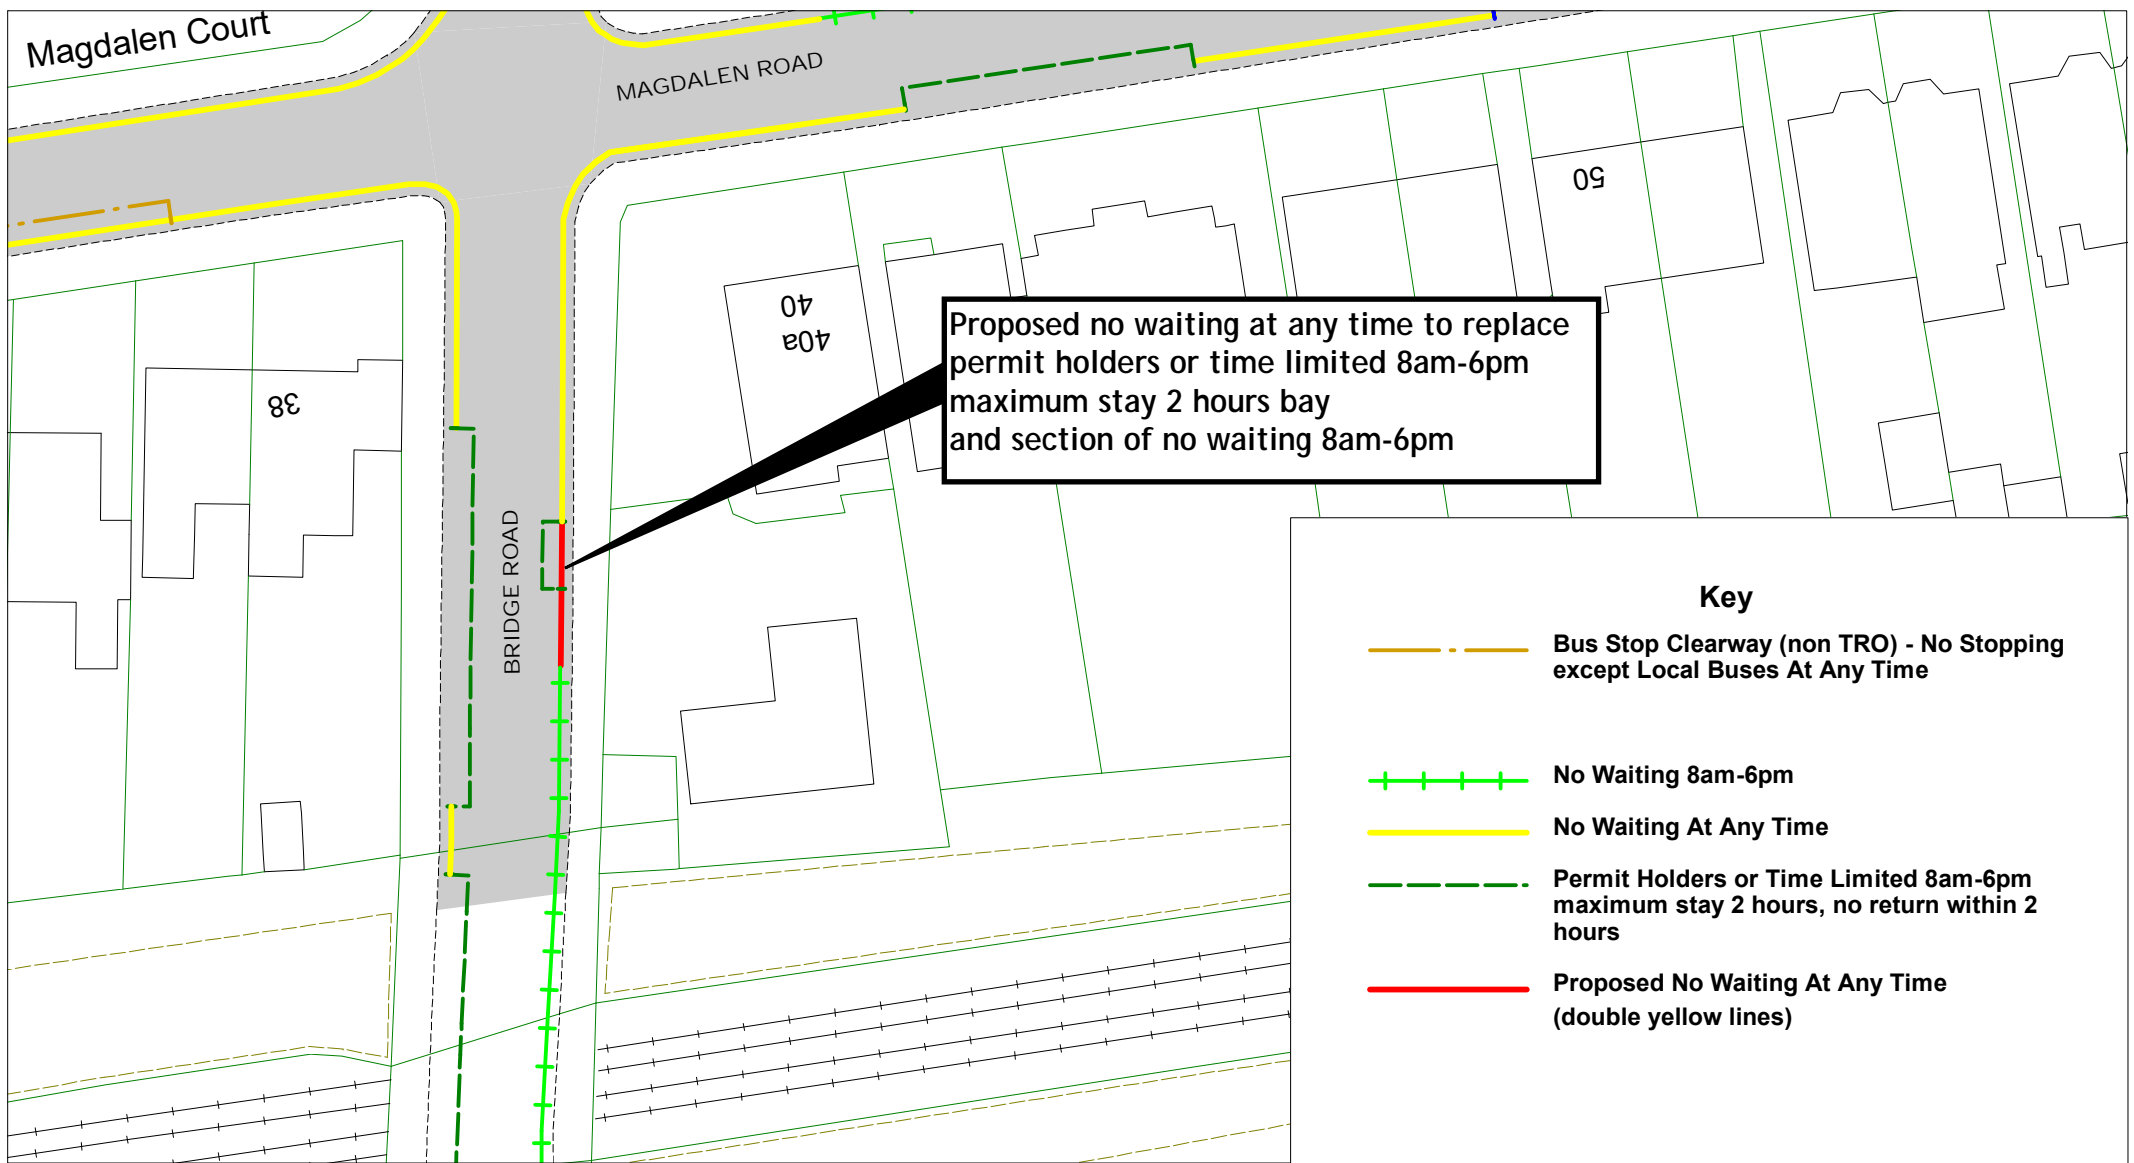 Magdalen Court
MAGDALEN ROAD
50
40
40a
38
Proposed no waiting at any time to replace
permit holders or time limited 8am-6pm
maximum stay 2 hours bay
and section of no waiting 8am-6pm
BRIDGE ROAD
Key
Bus Stop Clearway (non TRO) - No Stopping
except Local Buses At Any Time
No Waiting 8am-6pm
No Waiting At Any Time
Permit Holders or Time Limited 8am-6pm
maximum stay 2 hours, no return within 2
hours
Proposed No Waiting At Any Time
(double yellow lines)